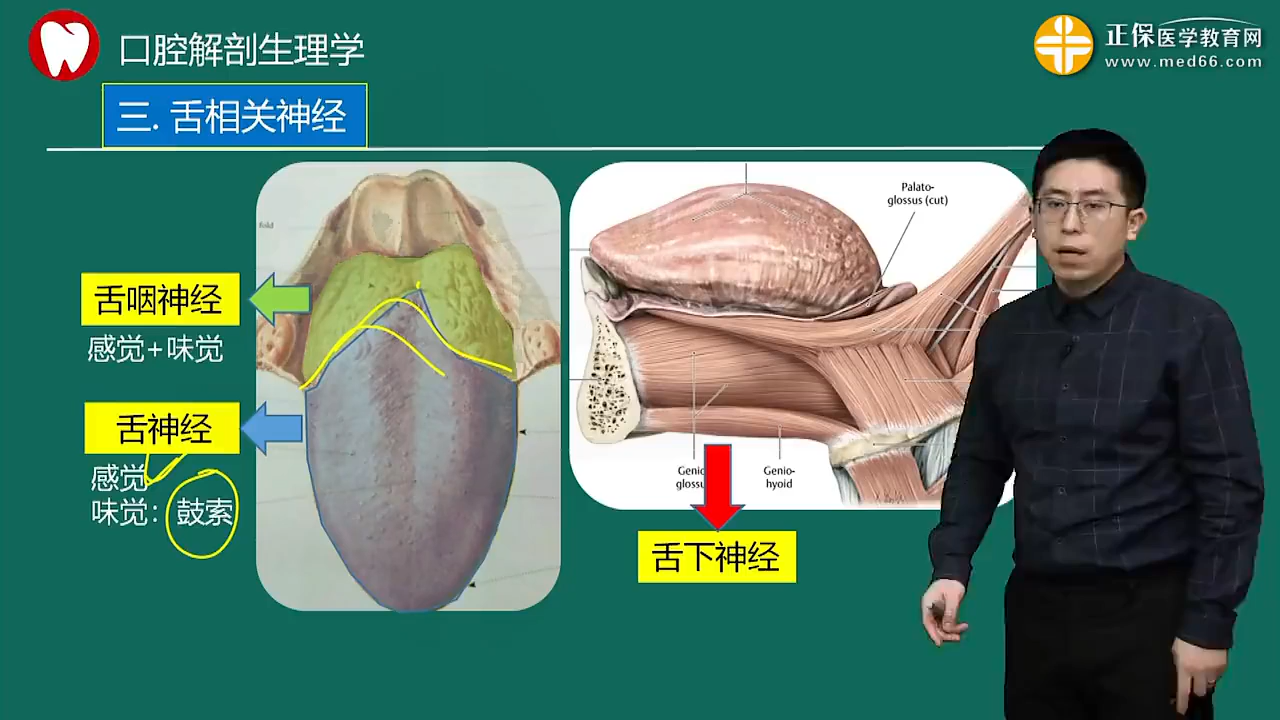 口腔解剖生理学
正保医学教育网
www.med66.com
三. 舌相关神经
fold
Palato-
glossus (cut)
舌咽神经
感觉+味觉
舌神经
感觉
味觉：鼓索
Genio-
hyoid
舌下神经